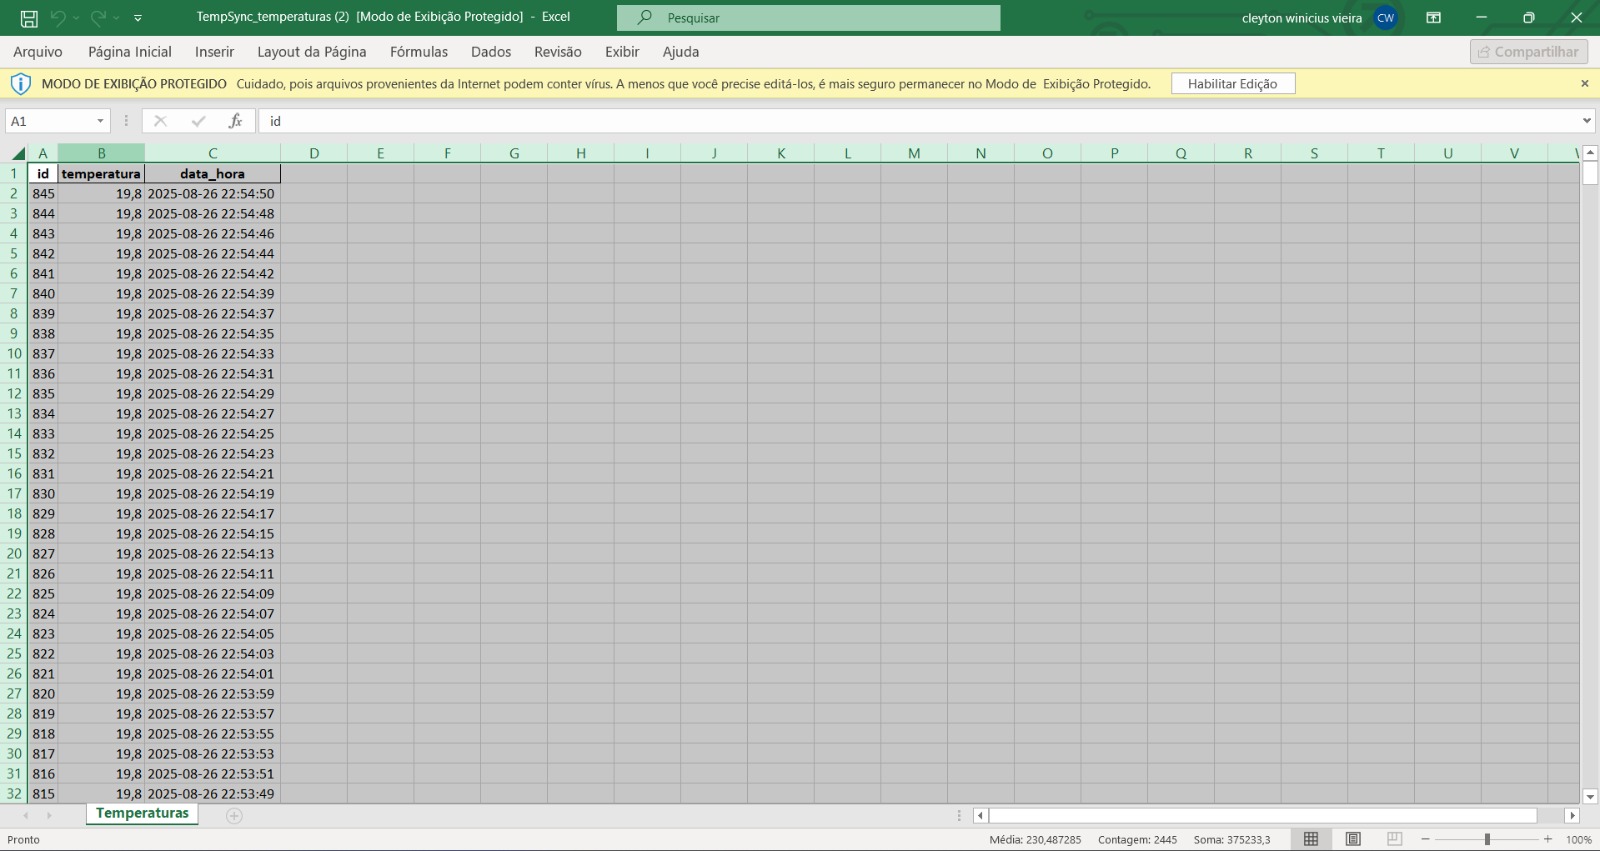 TempSync_temperaturas (2) [Modo de Exibição Protegido] - Excel
Pesquisar
cleyton winicius vieira CW
Arquivo Página Inicial Inserir Layout da Página Fórmulas Dados Revisão Exibir Ajuda
Compartilhar
MODO DE EXIBIÇÃO PROTEGIDO Cuidado, pois arquivos provenientes da Internet podem conter vírus. A menos que você precise editá-los, é mais seguro permanecer no Modo de Exibição Protegido. Habilitar Edição
A1 fx id
A B C D E F G H I J K L M N O P Q R S T U V
1 id temperatura data_hora
2 845 19,8 2025-08-26 22:54:50
3 844 19,8 2025-08-26 22:54:48
4 843 19,8 2025-08-26 22:54:46
5 842 19,8 2025-08-26 22:54:44
6 841 19,8 2025-08-26 22:54:42
7 840 19,8 2025-08-26 22:54:39
8 839 19,8 2025-08-26 22:54:37
9 838 19,8 2025-08-26 22:54:35
10 837 19,8 2025-08-26 22:54:33
11 836 19,8 2025-08-26 22:54:31
12 835 19,8 2025-08-26 22:54:29
13 834 19,8 2025-08-26 22:54:27
14 833 19,8 2025-08-26 22:54:25
15 832 19,8 2025-08-26 22:54:23
16 831 19,8 2025-08-26 22:54:21
17 830 19,8 2025-08-26 22:54:19
18 829 19,8 2025-08-26 22:54:17
19 828 19,8 2025-08-26 22:54:15
20 827 19,8 2025-08-26 22:54:13
21 826 19,8 2025-08-26 22:54:11
22 825 19,8 2025-08-26 22:54:09
23 824 19,8 2025-08-26 22:54:07
24 823 19,8 2025-08-26 22:54:05
25 822 19,8 2025-08-26 22:54:03
26 821 19,8 2025-08-26 22:54:01
27 820 19,8 2025-08-26 22:53:59
28 819 19,8 2025-08-26 22:53:57
29 818 19,8 2025-08-26 22:53:55
30 817 19,8 2025-08-26 22:53:53
31 816 19,8 2025-08-26 22:53:51
32 815 19,8 2025-08-26 22:53:49
Temperaturas
Pronto Média: 230,487285 Contagem: 2445 Soma: 375233,3 100%